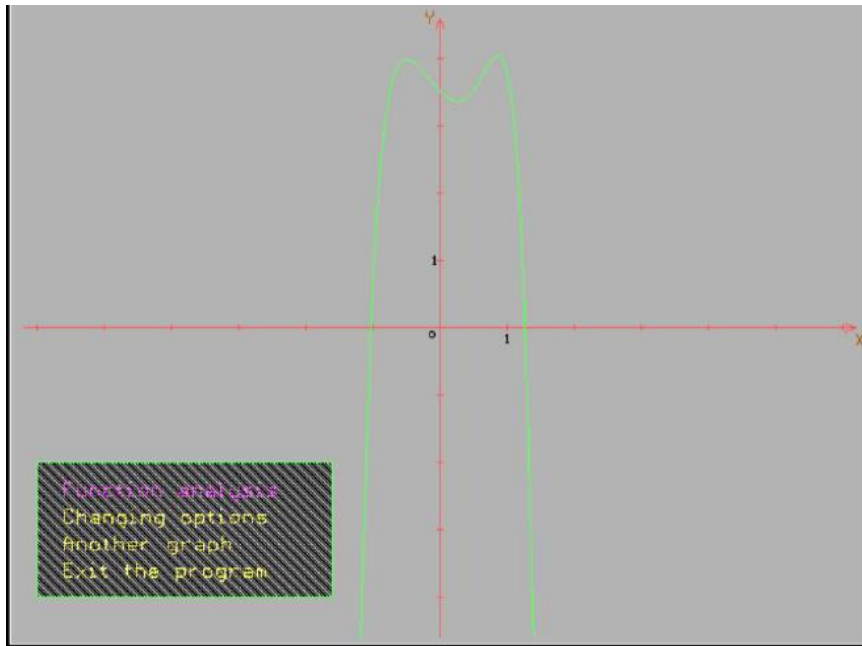 Y
1
0
1
X
Function analysis
Changing options
Another graph
Exit the program